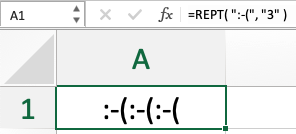 A1 fx =REPT( ":-(", "3" )
A
1 :-(:-(:-(